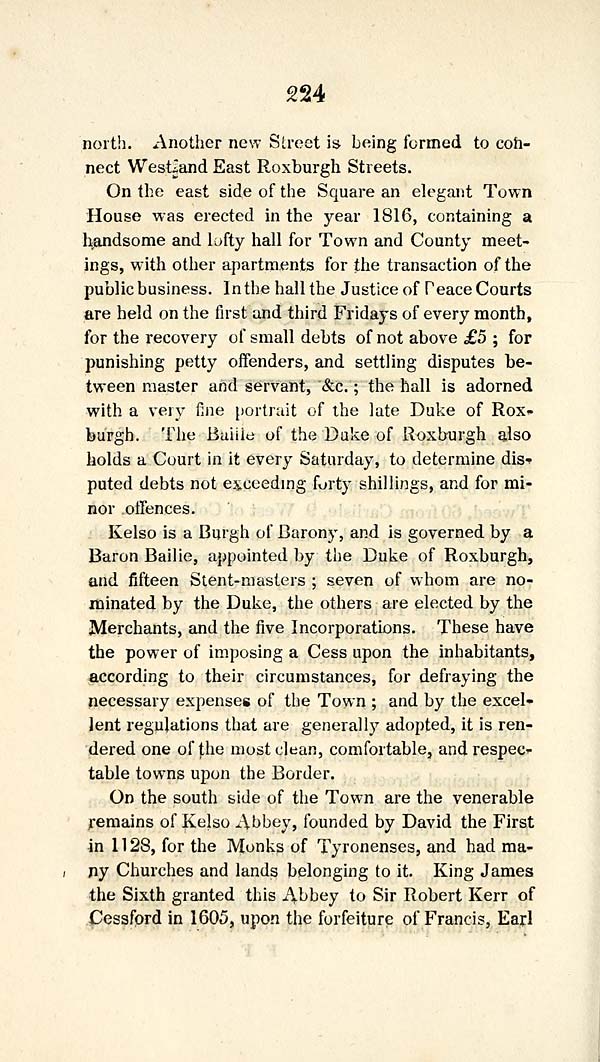 224
north. Another new Street is being formed to con-
nect West and East Roxburgh Streets.
On the east side of the Square an elegant Town
House was erected in the year 1816, containing a
handsome and lofty hall for Town and County meet-
ings, with other apartments for the transaction of the
public business. In the hall the Justice of Peace Courts
are held on the first and third Fridays of every month,
for the recovery of small debts of not above £5 ; for
punishing petty offenders, and settling disputes be-
tween master and servant, &c. ; the hall is adorned
with a very fine portrait of the late Duke of Rox-
burgh. The Bailie of the Duke of Roxburgh also
holds a Court in it every Saturday, to determine dis-
puted debts not exceeding forty shillings, and for mi-
nor offences.
Kelso is a Burgh of Barony, and is governed by a
Baron Bailie, appointed by the Duke of Roxburgh,
and fifteen Stent-masters ; seven of whom are no-
minated by the Duke, the others are elected by the
Merchants, and the five Incorporations. These have
the power of imposing a Cess upon the inhabitants,
according to their circumstances, for defraying the
necessary expenses of the Town ; and by the excel-
lent regulations that are generally adopted, it is ren-
dered one of the most clean, comfortable, and respec-
table towns upon the Border.
On the south side of the Town are the venerable
remains of Kelso Abbey, founded by David the First
in 1128, for the Monks of Tyronenses, and had ma-
ny Churches and lands belonging to it. King James
the Sixth granted this Abbey to Sir Robert Kerr of
Cessford in 1605, upon the forfeiture of Francis, Earl